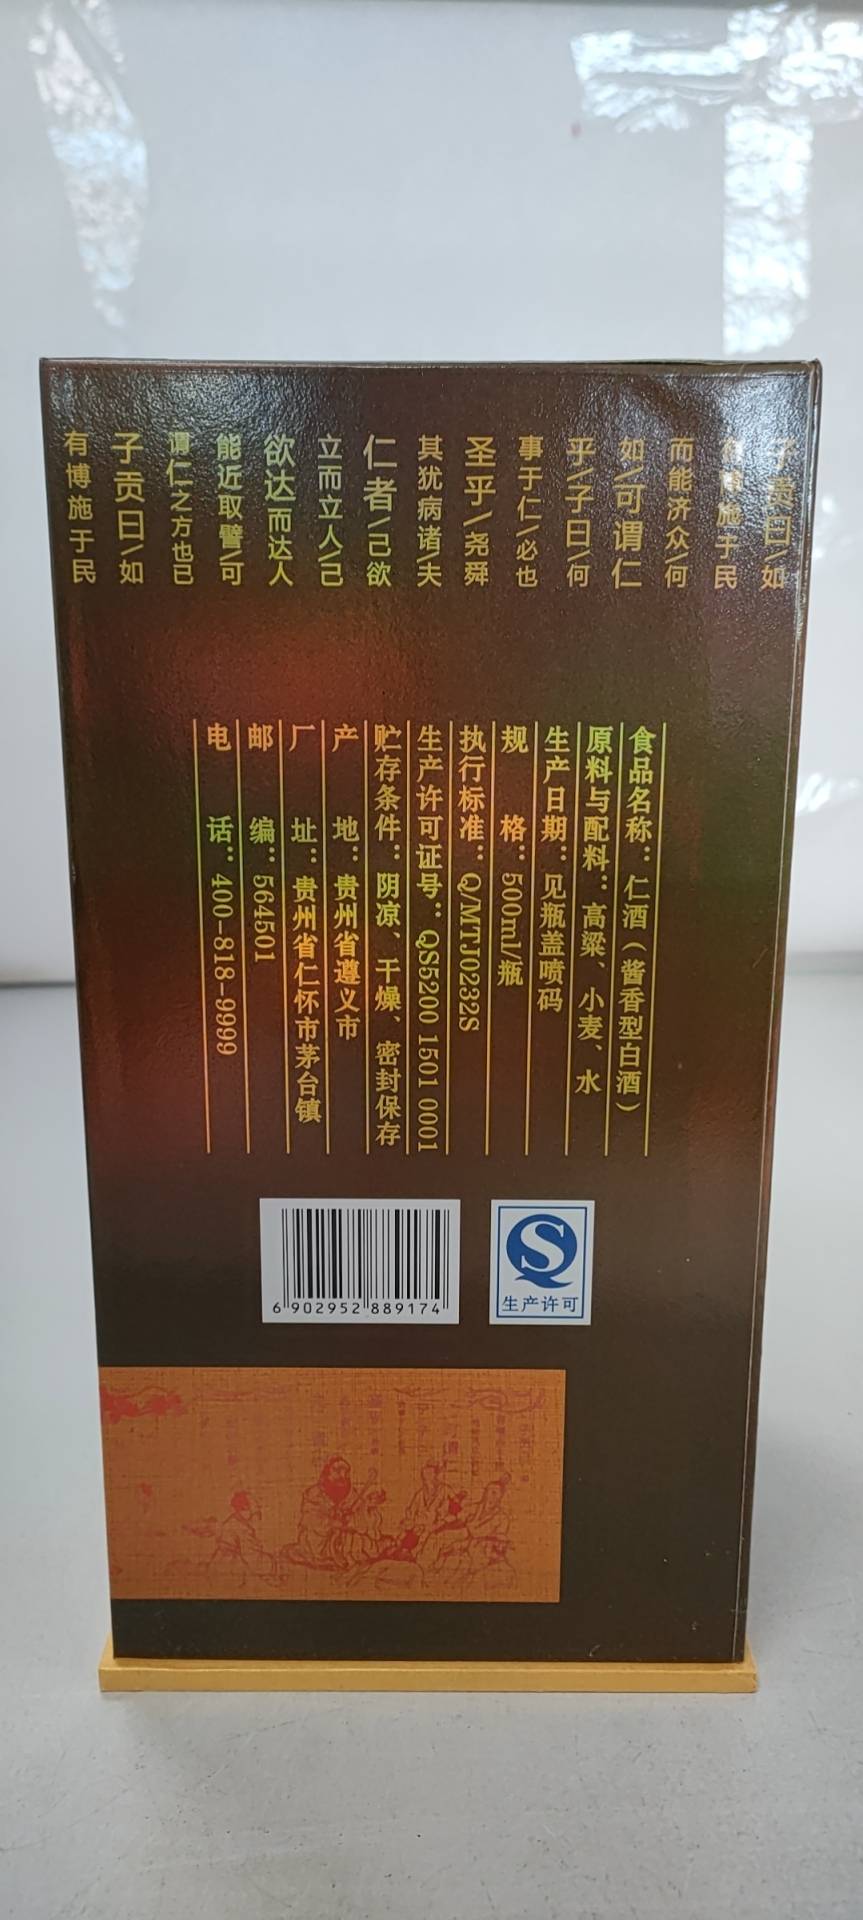 子贡曰\如
有博施于民
而能济众\何
如\可谓仁
乎\子曰\何
事于仁\必也
圣乎\尧舜
其犹病诸\夫
仁者\己欲
立而立人\己
欲达而达人
能近取譬\可
谓仁之方也已
子贡曰\如
有博施于民
食品名称：仁酒（酱香型白酒）
原料与配料：高粱、小麦、水
生产日期：见瓶盖喷码
规格：500ml/瓶
执行标准：Q/MTJ0232S
生产许可证号：QS5200 1501 0001
贮存条件：阴凉、干燥、密封保存
产地：贵州省遵义市
厂址：贵州省仁怀市茅台镇
邮编：564501
电话：400-818-9999
6 902952 889174
生产许可